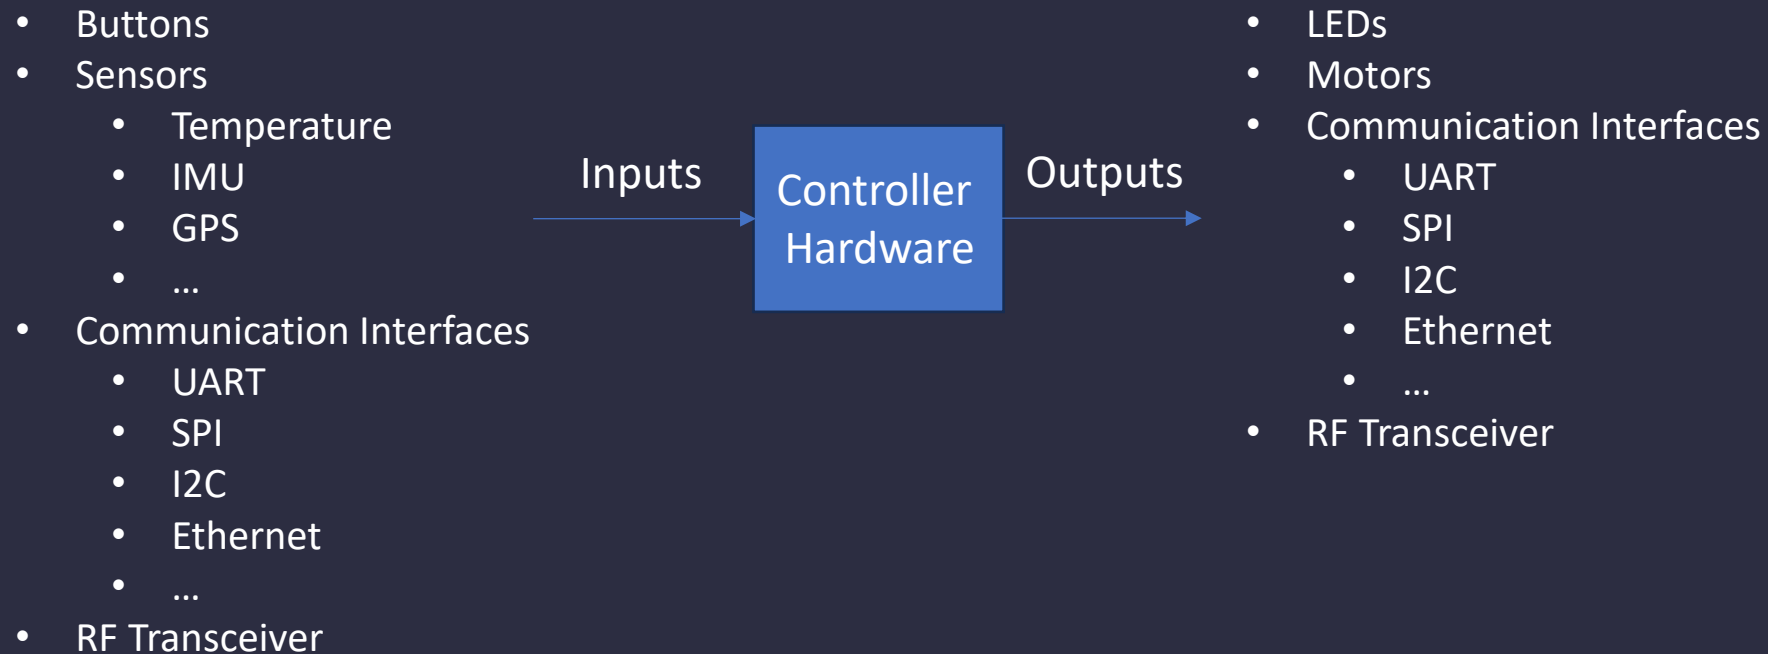 • Buttons
• Sensors
• Temperature
• IMU
• GPS
• ...
• Communication Interfaces
• UART
• SPI
• I2C
• Ethernet
• ...
• RF Transceiver
Inputs
Controller
Hardware
Outputs
• LEDs
• Motors
• Communication Interfaces
• UART
• SPI
• I2C
• Ethernet
• ...
• RF Transceiver